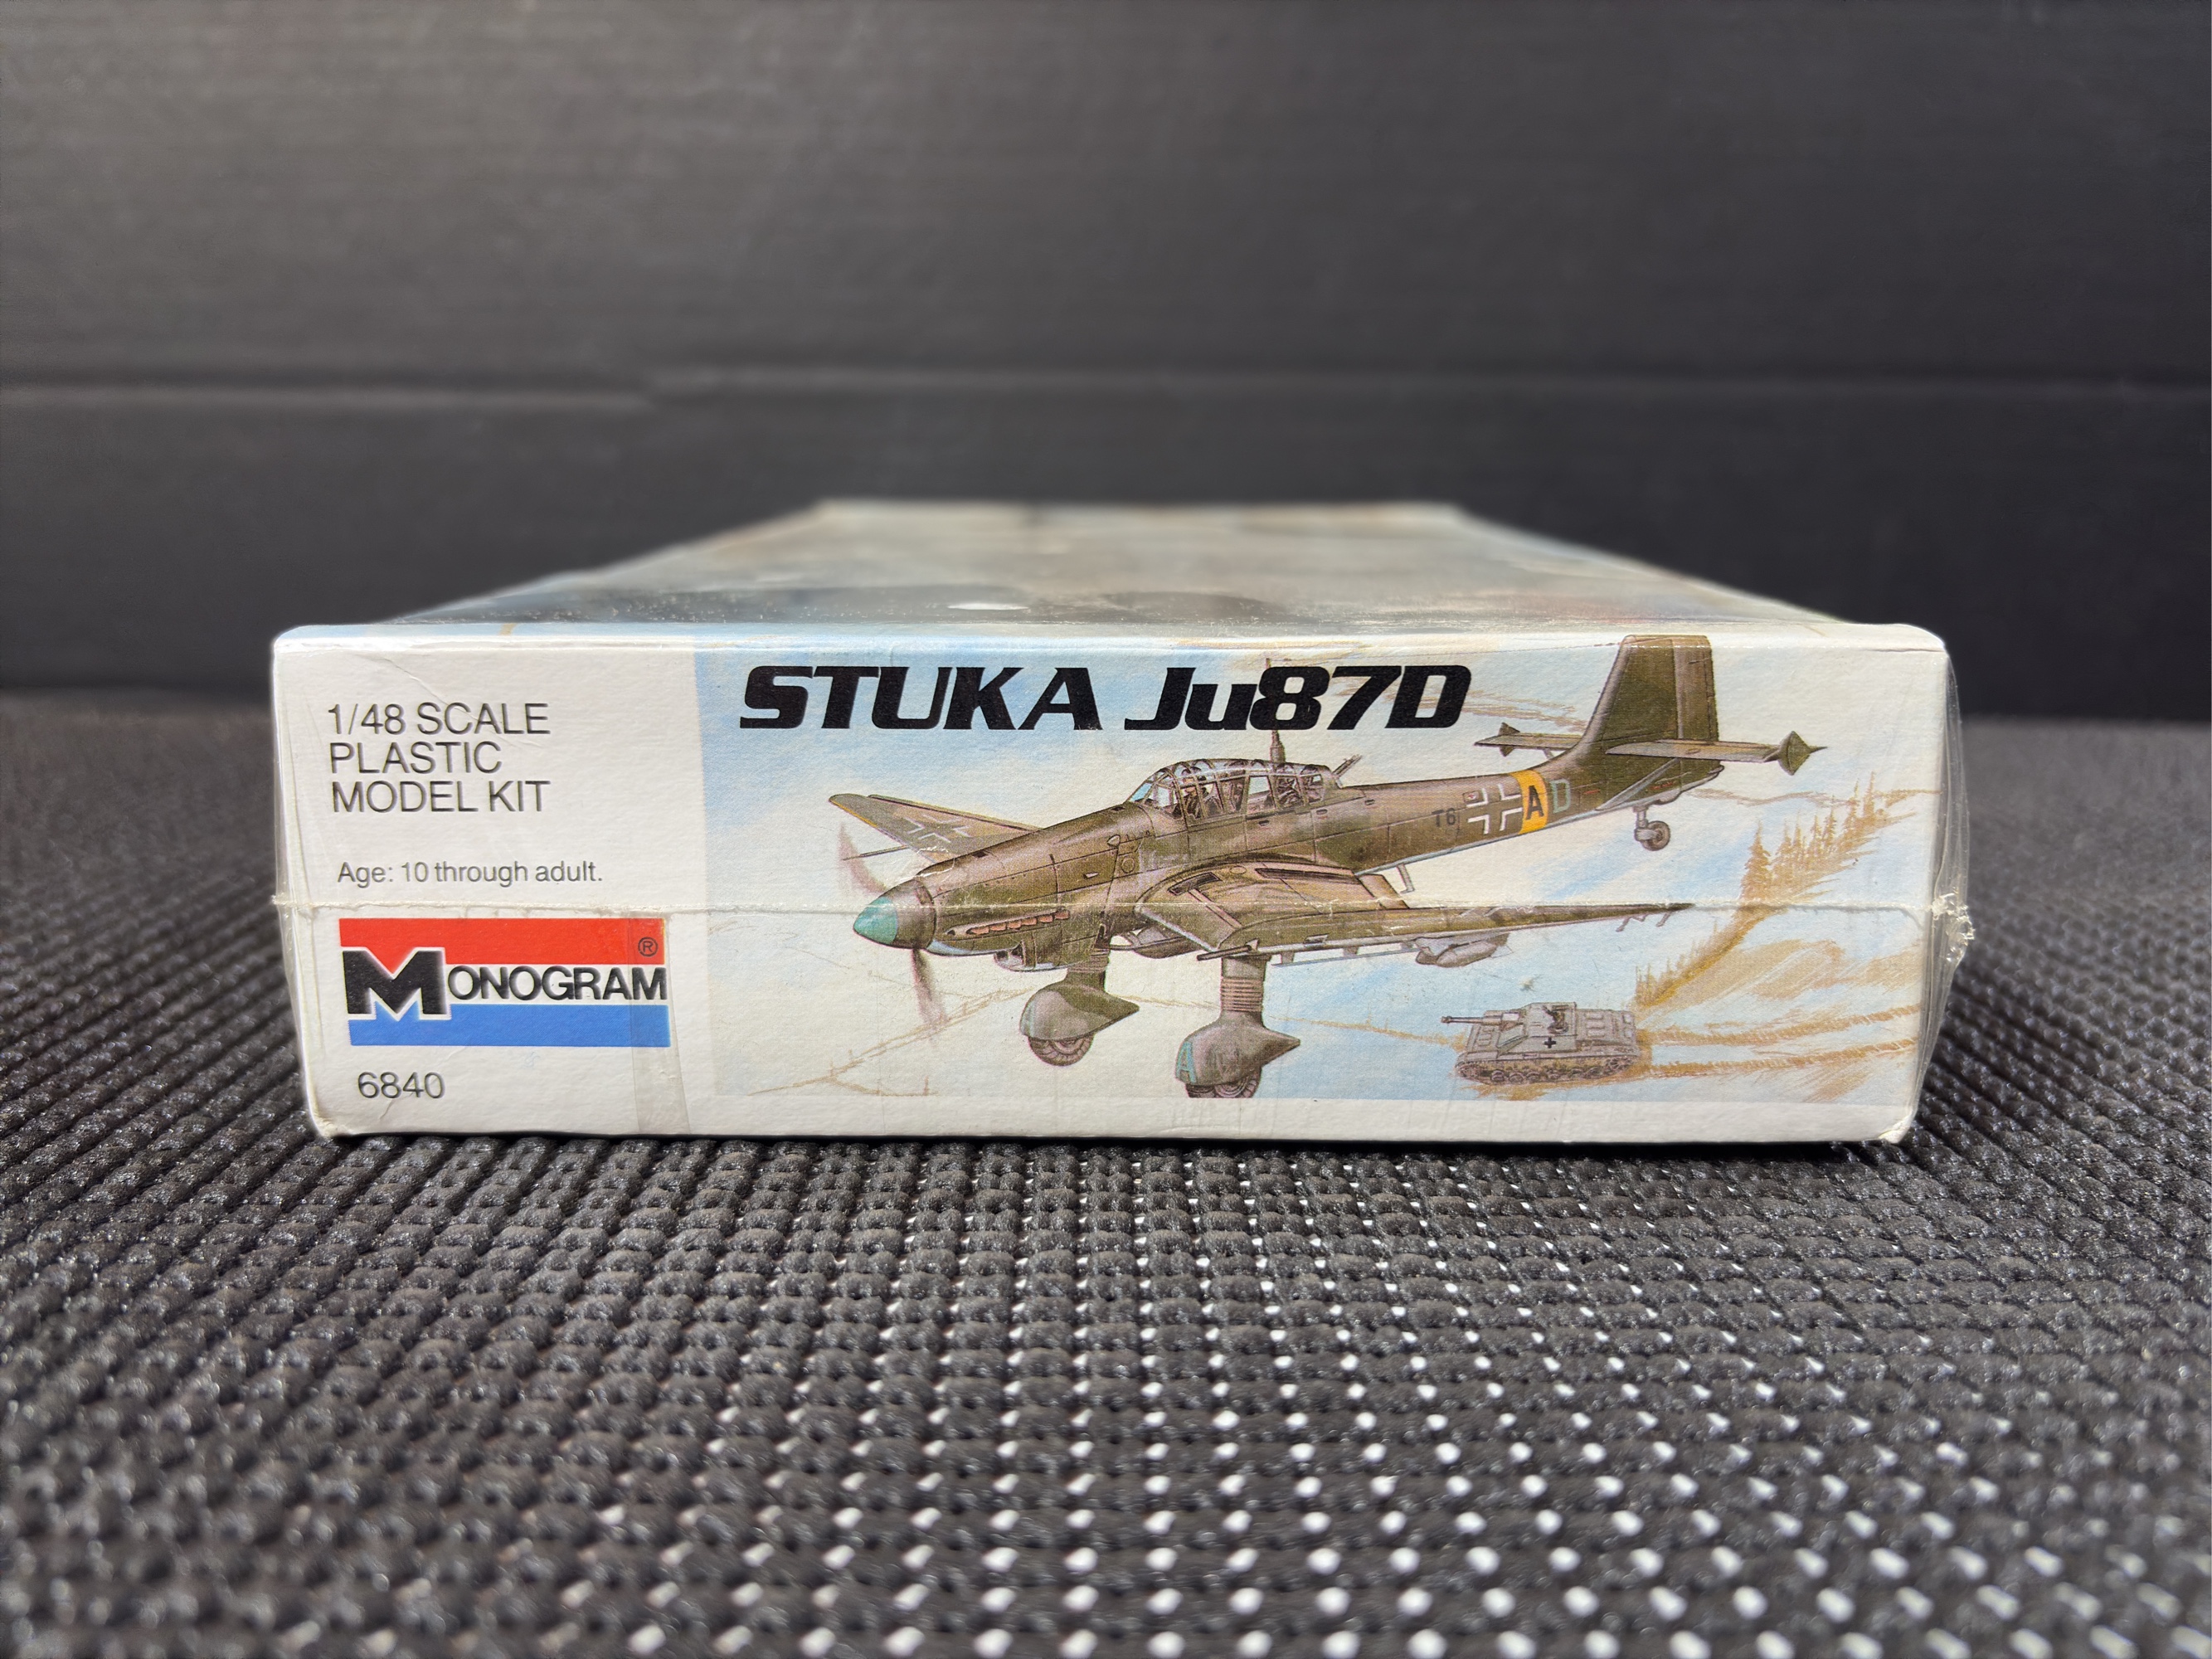 STUKA Ju87D
1/48 SCALE
PLASTIC
MODEL KIT
Age: 10 through adult.
MONOGRAM®
6840
T6 A D
A